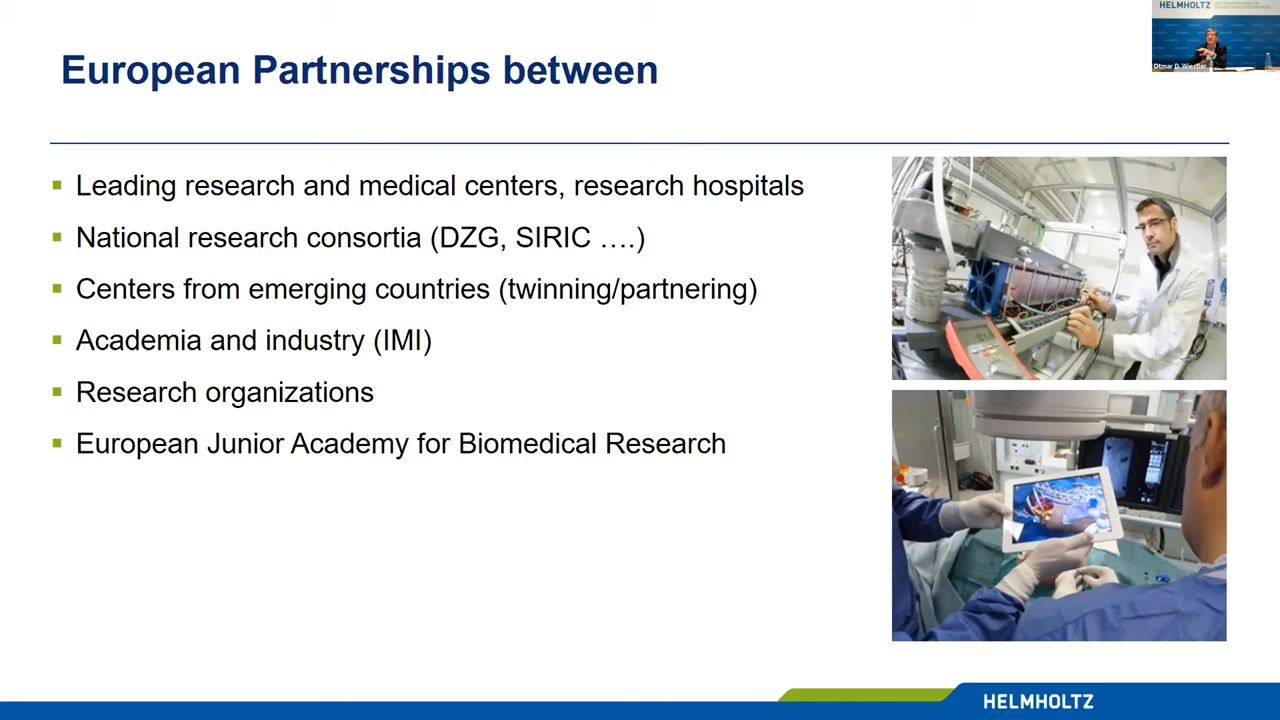 European Partnerships between
Leading research and medical centers, research hospitals
National research consortia (DZG, SIRIC ….)
Centers from emerging countries (twinning/partnering)
Academia and industry (IMI)
Research organizations
European Junior Academy for Biomedical Research
HELMHOLTZ
Otmar D. Wiestler
HELMHOLTZ